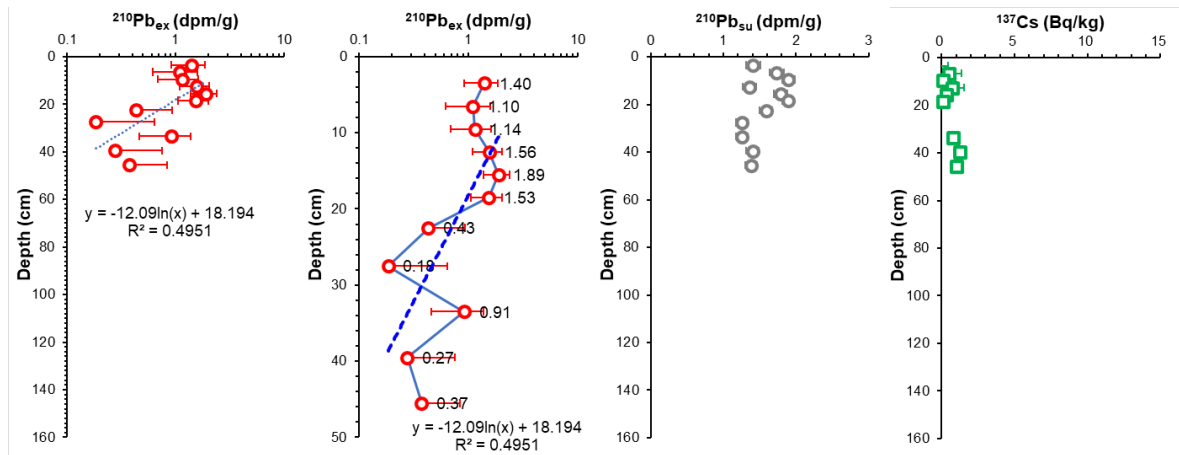 ²¹⁰Pbₑₓ (dpm/g)
0.1 1 10
0
20
40
60
80
100
120
140
160
Depth (cm)
y = -12.09ln(x) + 18.194
R² = 0.4951
²¹⁰Pbₑₓ (dpm/g)
0.1 1 10
0
10
20
30
40
50
Depth (cm)
1.40
1.10
1.14
1.56
1.89
1.53
0.43
0.18
0.91
0.27
0.37
y = -12.09ln(x) + 18.194
R² = 0.4951
²¹⁰Pbsu (dpm/g)
0 1 2 3
0
20
40
60
80
100
120
140
160
Depth (cm)
¹³⁷Cs (Bq/kg)
0 5 10 15
0
20
40
60
80
100
120
140
160
Depth (cm)